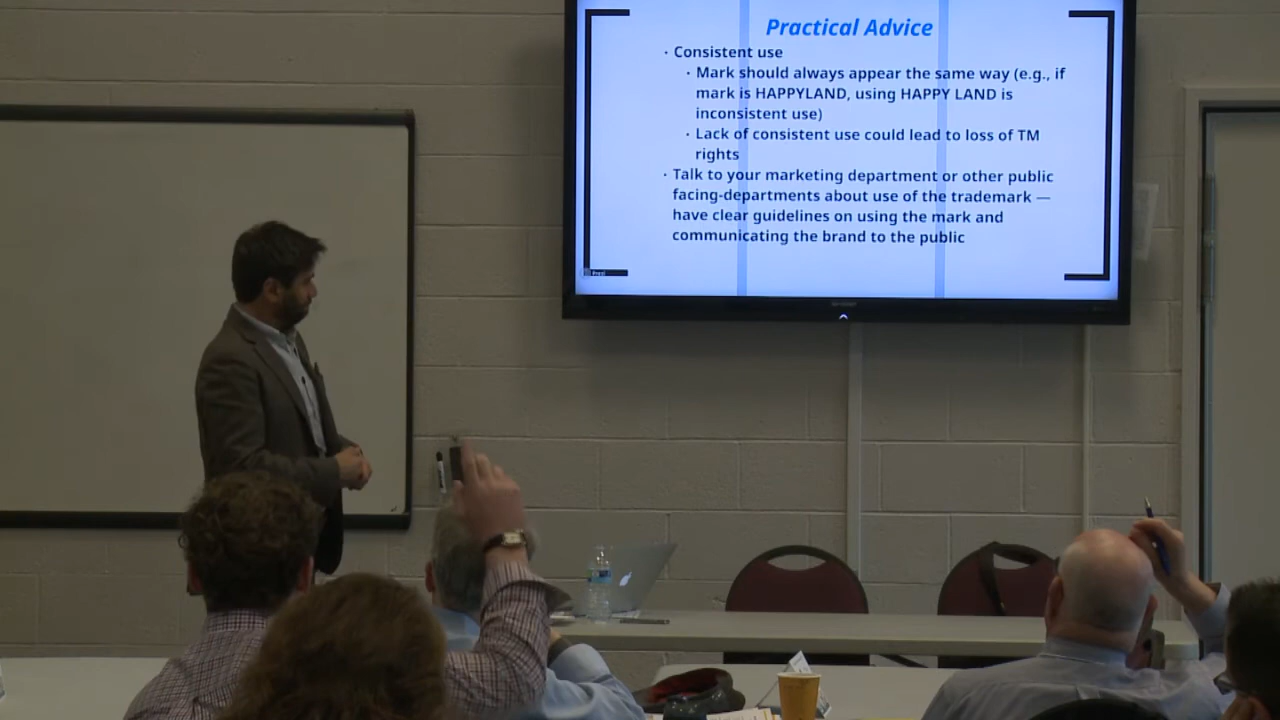 Practical Advice
· Consistent use
· Mark should always appear the same way (e.g., if
mark is HAPPYLAND, using HAPPY LAND is
inconsistent use)
· Lack of consistent use could lead to loss of TM
rights
· Talk to your marketing department or other public
facing-departments about use of the trademark —
have clear guidelines on using the mark and
communicating the brand to the public
Prezi